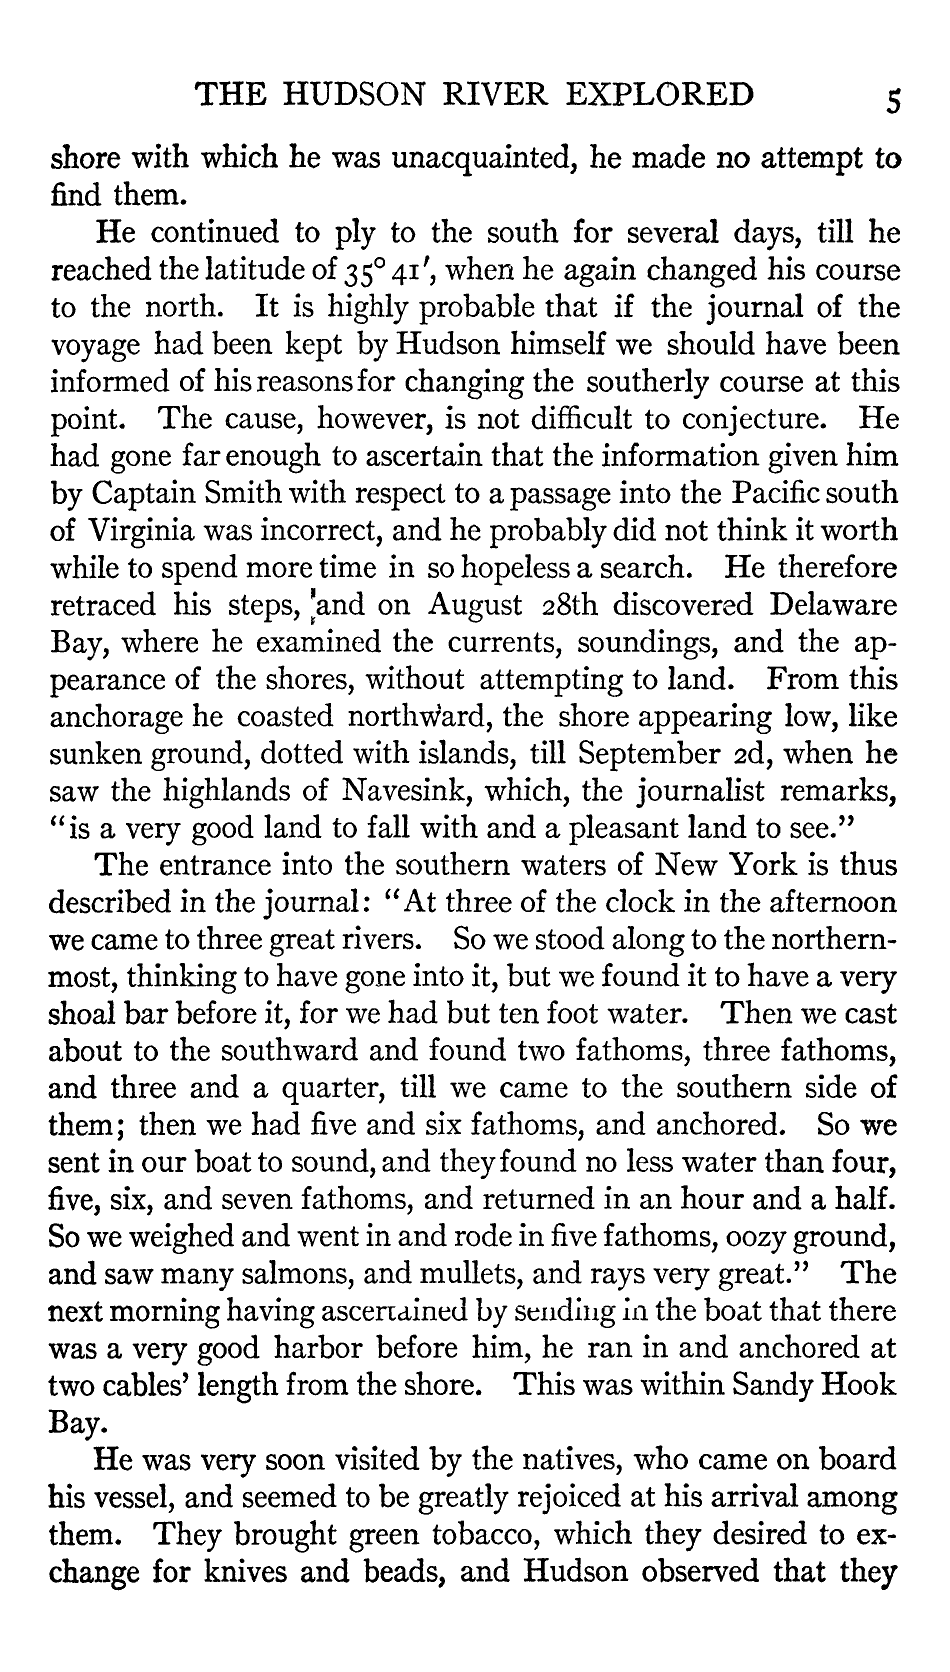 THE HUDSON RIVER EXPLORED 5
shore with which he was unacquainted, he made no attempt to
find them.
He continued to ply to the south for several days, till he
reached the latitude of 35° 41′, when he again changed his course
to the north. It is highly probable that if the journal of the
voyage had been kept by Hudson himself we should have been
informed of his reasons for changing the southerly course at this
point. The cause, however, is not difficult to conjecture. He
had gone far enough to ascertain that the information given him
by Captain Smith with respect to a passage into the Pacific south
of Virginia was incorrect, and he probably did not think it worth
while to spend more time in so hopeless a search. He therefore
retraced his steps, and on August 28th discovered Delaware
Bay, where he examined the currents, soundings, and the ap-
pearance of the shores, without attempting to land. From this
anchorage he coasted northward, the shore appearing low, like
sunken ground, dotted with islands, till September 2d, when he
saw the highlands of Navesink, which, the journalist remarks,
"is a very good land to fall with and a pleasant land to see."
The entrance into the southern waters of New York is thus
described in the journal: "At three of the clock in the afternoon
we came to three great rivers. So we stood along to the northern-
most, thinking to have gone into it, but we found it to have a very
shoal bar before it, for we had but ten foot water. Then we cast
about to the southward and found two fathoms, three fathoms,
and three and a quarter, till we came to the southern side of
them; then we had five and six fathoms, and anchored. So we
sent in our boat to sound, and they found no less water than four,
five, six, and seven fathoms, and returned in an hour and a half.
So we weighed and went in and rode in five fathoms, oozy ground,
and saw many salmons, and mullets, and rays very great." The
next morning having ascertained by sending in the boat that there
was a very good harbor before him, he ran in and anchored at
two cables' length from the shore. This was within Sandy Hook
Bay.
He was very soon visited by the natives, who came on board
his vessel, and seemed to be greatly rejoiced at his arrival among
them. They brought green tobacco, which they desired to ex-
change for knives and beads, and Hudson observed that they